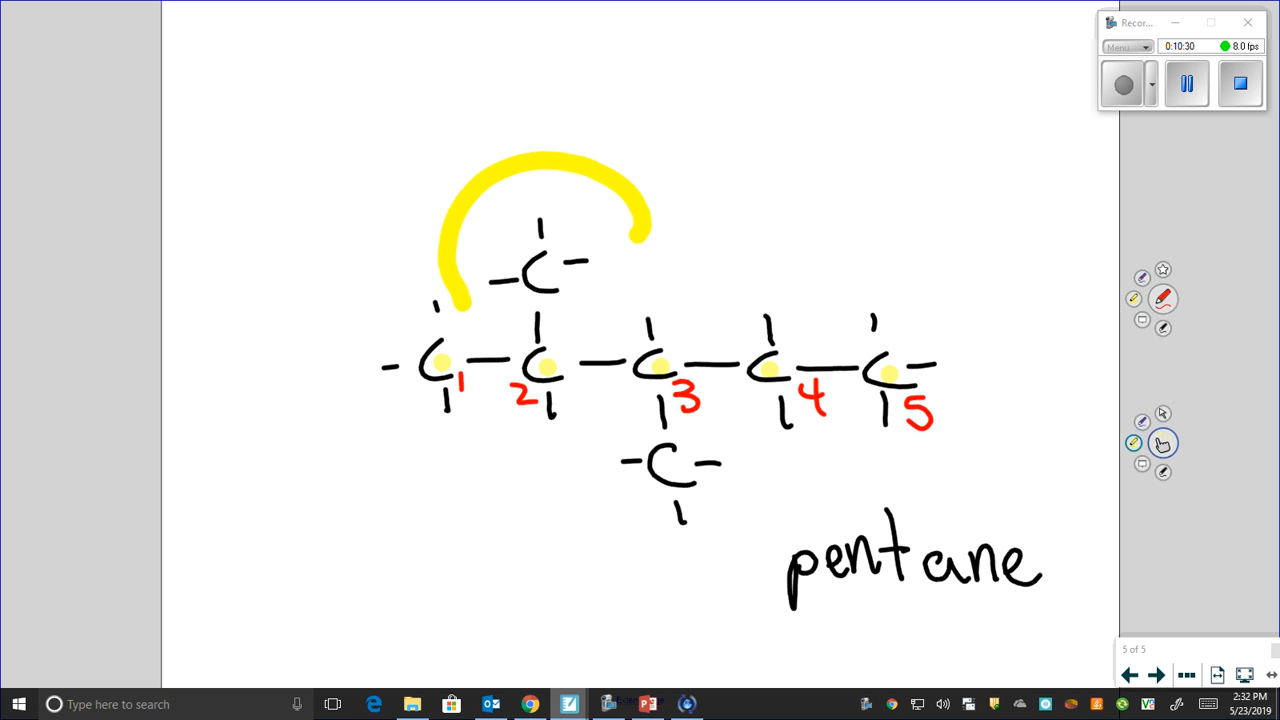 Recor...
Menu
0:10:30
8.0 fps
C
C C C C C
1 2 3 4 5
C
pentane
5 of 5
Type here to search
2:32 PM
5/23/2019